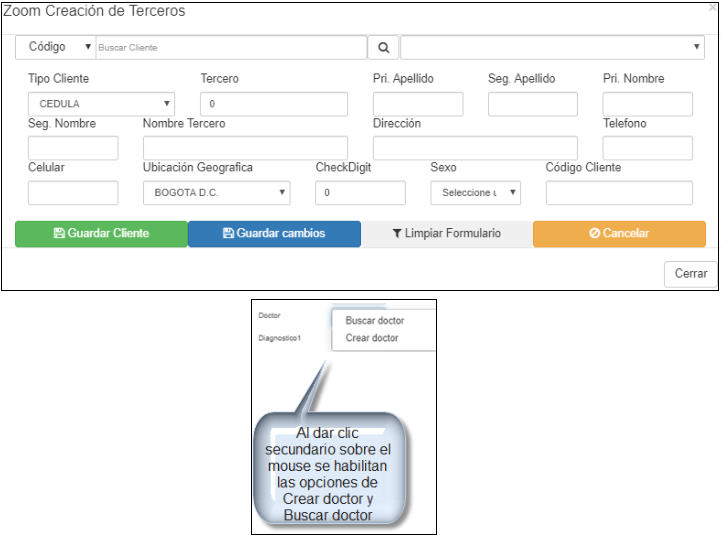 Zoom Creación de Terceros
×
Código Buscar Cliente
Tipo Cliente Tercero Pri. Apellido Seg. Apellido Pri. Nombre
CEDULA 0
Seg. Nombre Nombre Tercero Dirección Telefono
Celular Ubicación Geografica CheckDigit Sexo Código Cliente
BOGOTA D.C. 0 Seleccione u
Guardar Cliente Guardar cambios Limpiar Formulario Cancelar
Cerrar
Doctor Buscar doctor
Diagnostico1 Crear doctor
Al dar clic
secundario sobre el
mouse se habilitan
las opciones de
Crear doctor y
Buscar doctor